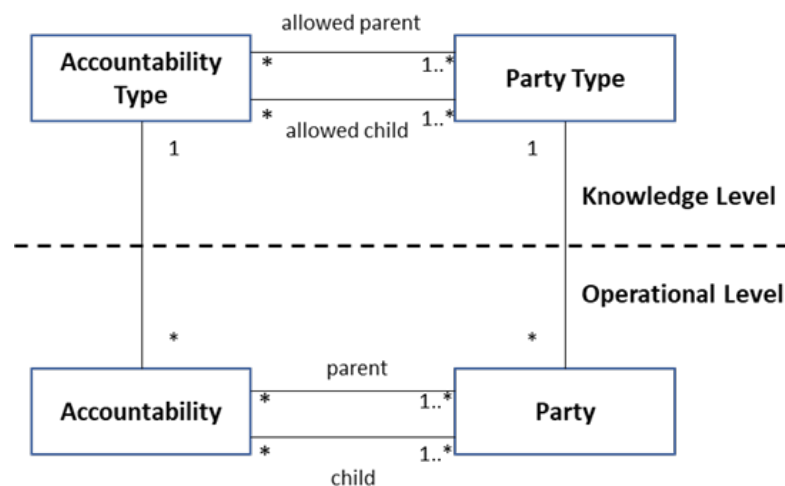 allowed parent
Accountability
Type
* 1..*
Party Type
* 1..*
allowed child
1 1
Knowledge Level
Operational Level
* *
parent
Accountability
* 1..*
Party
* 1..*
child